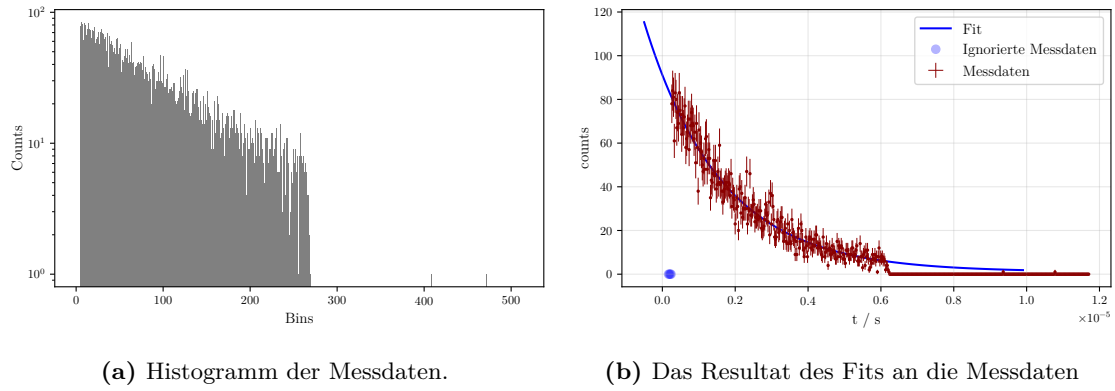 10²
10¹
10⁰
Counts
0
100
200
300
400
500
Bins
(a) Histogramm der Messdaten.
120
100
80
60
40
20
0
counts
Fit
Ignorierte Messdaten
Messdaten
0.0
0.2
0.4
0.6
0.8
1.0
1.2
×10⁻⁵
t / s
(b) Das Resultat des Fits an die Messdaten